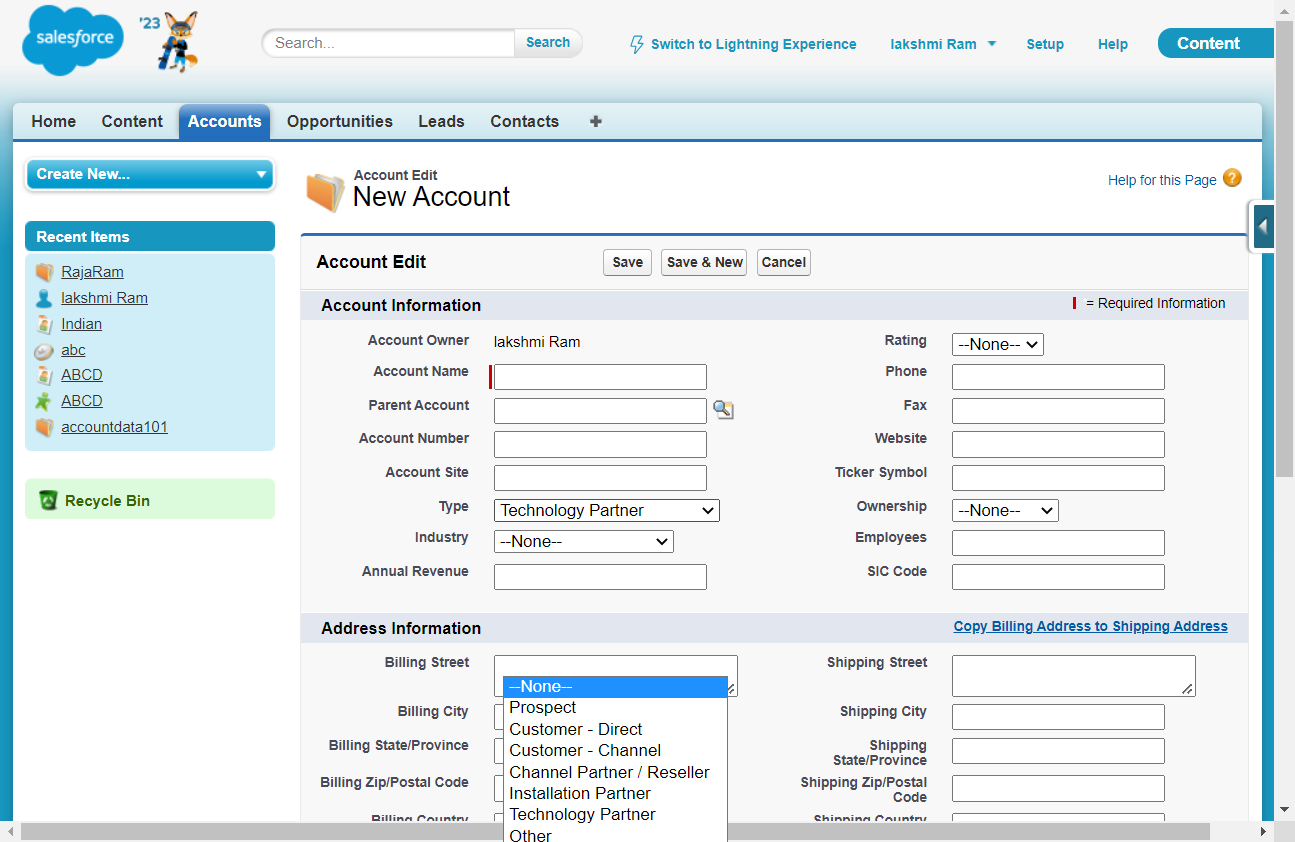 salesforce
'23
Search...
Search
Switch to Lightning Experience
lakshmi Ram
Setup
Help
Content
Home
Content
Accounts
Opportunities
Leads
Contacts
+
Create New...
Recent Items
RajaRam
lakshmi Ram
Indian
abc
ABCD
ABCD
accountdata101
Recycle Bin
Account Edit
New Account
Help for this Page ?
Account Edit
Save
Save & New
Cancel
Account Information
= Required Information
Account Owner lakshmi Ram
Rating --None--
Account Name
Phone
Parent Account
Fax
Account Number
Website
Account Site
Ticker Symbol
Type Technology Partner
Ownership --None--
Industry --None--
Employees
Annual Revenue
SIC Code
Address Information
Copy Billing Address to Shipping Address
Billing Street
Shipping Street
Billing City
Shipping City
Billing State/Province
Shipping
State/Province
Billing Zip/Postal Code
Shipping Zip/Postal
Code
Billing Country
Shipping Country
--None--
Prospect
Customer - Direct
Customer - Channel
Channel Partner / Reseller
Installation Partner
Technology Partner
Other